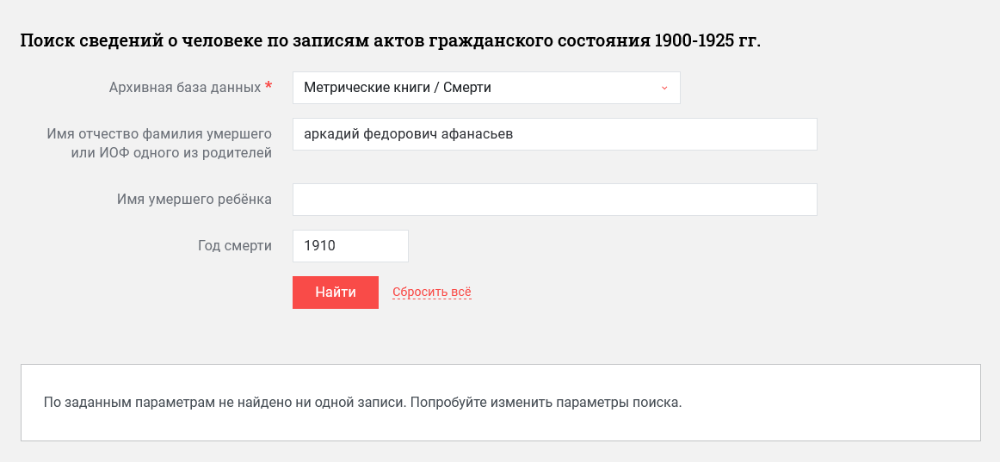 Поиск сведений о человеке по записям актов гражданского состояния 1900-1925 гг.
Архивная база данных *
Метрические книги / Смерти
Имя отчество фамилия умершего
или ИОФ одного из родителей
аркадий федорович афанасьев
Имя умершего ребёнка
Год смерти
1910
Найти
Сбросить всё
По заданным параметрам не найдено ни одной записи. Попробуйте изменить параметры поиска.